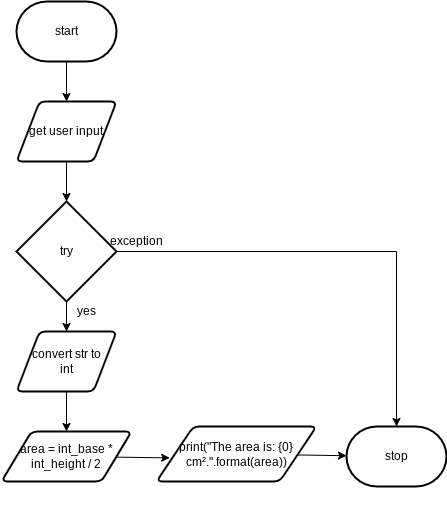 start
get user input
try
exception
yes
convert str to
int
area = int_base *
int_height / 2
print("The area is: {0}
cm².".format(area))
stop